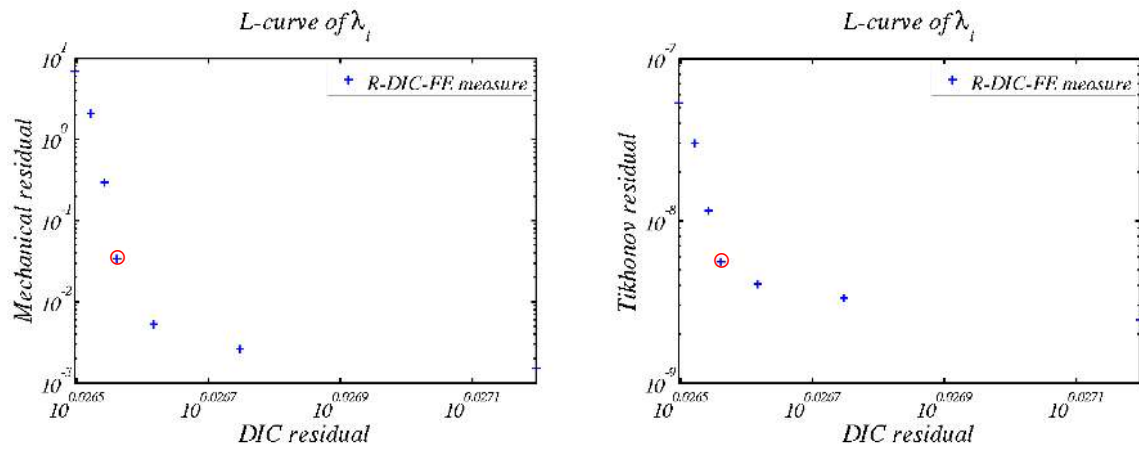 L-curve of λ_i
10^1
10^0
10^-1
10^-2
10^-3
Mechanical residual
R-DIC-FE measure
10^0.0265 10^0.0267 10^0.0269 10^0.0271
DIC residual
L-curve of λ_i
10^-7
10^-8
10^-9
Tikhonov residual
R-DIC-FE measure
10^0.0265 10^0.0267 10^0.0269 10^0.0271
DIC residual